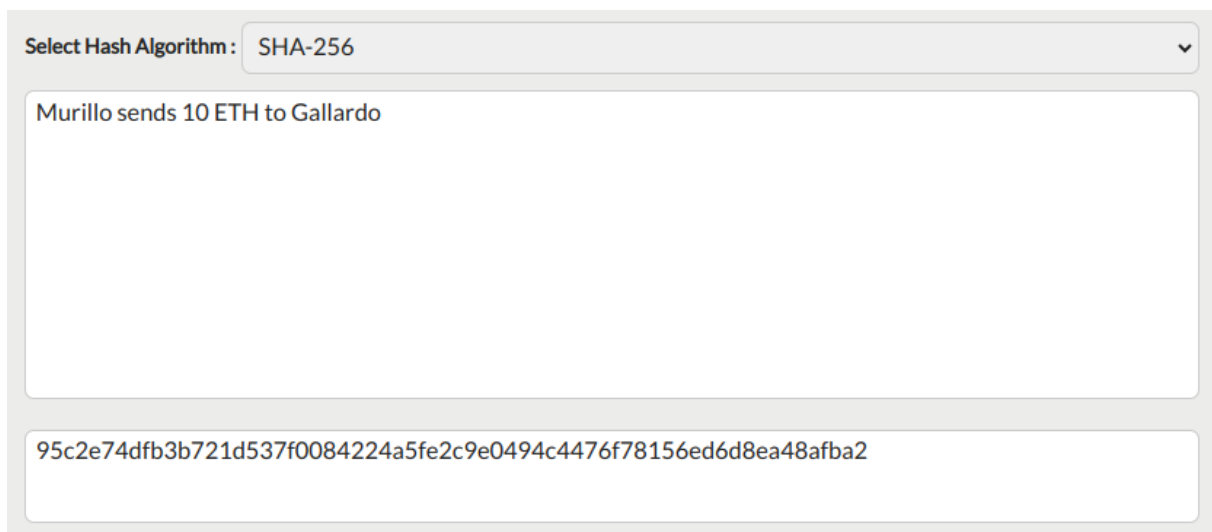 Select Hash Algorithm : SHA-256
Murillo sends 10 ETH to Gallardo
95c2e74dfb3b721d537f0084224a5fe2c9e0494c4476f78156ed6d8ea48afba2